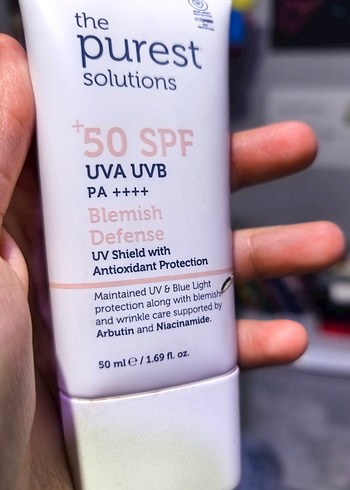 the
purest
solutions
+50 SPF
UVA UVB
PA ++++
Blemish
Defense
UV Shield with
Antioxidant Protection
Maintained UV & Blue Light
protection along with blemish
and wrinkle care supported by
Arbutin and Niacinamide.
50 ml ℮ / 1.69 fl. oz.